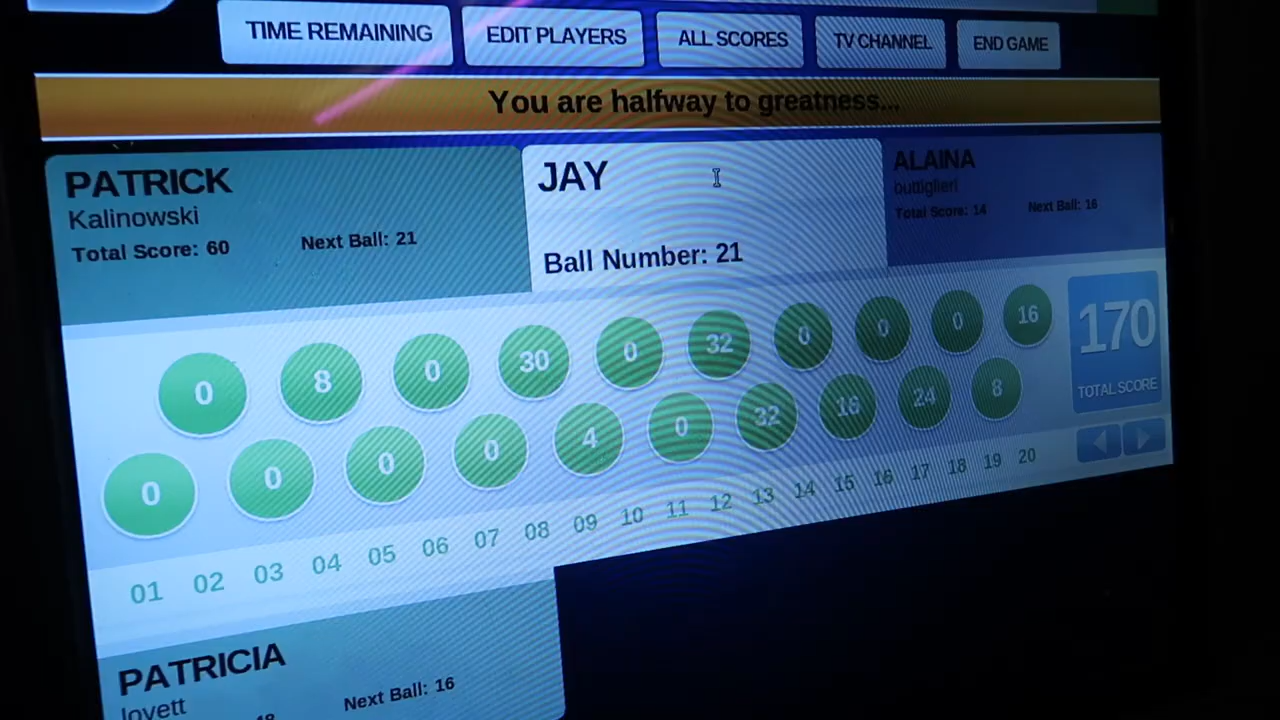 TIME REMAINING EDIT PLAYERS ALL SCORES TV CHANNEL END GAME
You are halfway to greatness...
PATRICK
Kalinowski
Total Score: 60 Next Ball: 21
JAY
Ball Number: 21
ALAINA
buttiglieri
Total Score: 14 Next Ball: 16
0 8 0 30 0 32 0 0 0 16
0 0 0 0 4 0 32 16 24 8
170
TOTAL SCORE
01 02 03 04 05 06 07 08 09 10 11 12 13 14 15 16 17 18 19 20
PATRICIA
lovett
Next Ball: 16